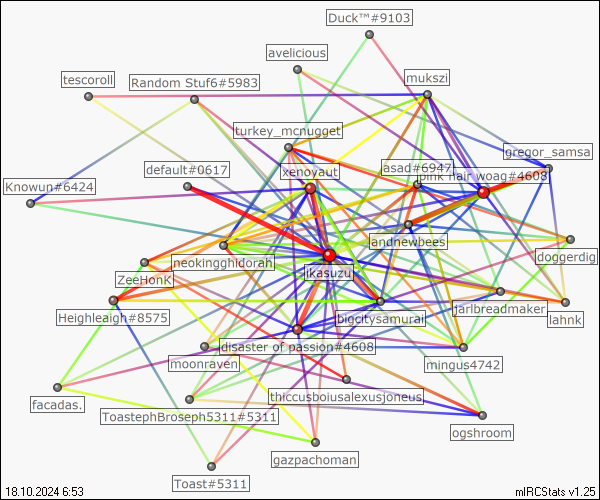 Duck™#9103
avelicious
tescoroll
Random Stuf6#5983
mukszi
turkey_mcnugget
gregor_samsa
default#0617
xenoyaut
asad#6947
pink hair woag#4608
Knowun#6424
andnewbees
neokingghidorah
ikasuzu
doggerdig
ZeeHonK
jarlbreadmaker
lahnk
Heighleaigh#8575
bigcitysamurai
disaster of passion#4608
moonraven
mingus4742
thiccusboiusalexusjoneus
facadas.
ToastephBroseph5311#5311
ogshroom
gazpachoman
Toast#5311
18.10.2024 6:53
mIRCStats v1.25